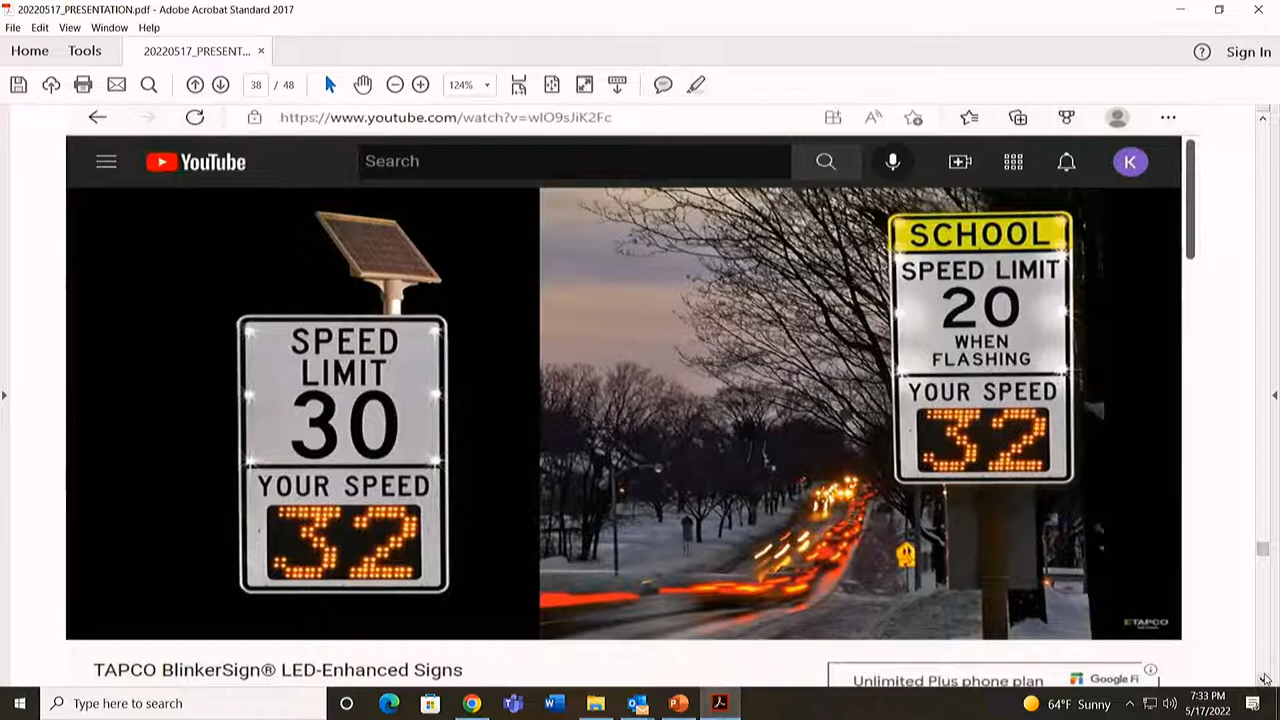 20220517_PRESENTATION.pdf - Adobe Acrobat Standard 2017
File Edit View Window Help
Home Tools 20220517_PRESENT... × Sign In
38 / 48 124%
https://www.youtube.com/watch?v=wlO9sJiK2Fc
YouTube Search K
SPEED
LIMIT
30
YOUR SPEED
32
SCHOOL
SPEED LIMIT
20
WHEN
FLASHING
YOUR SPEED
32
TAPCO
TAPCO BlinkerSign® LED-Enhanced Signs
Unlimited Plus phone plan Google Fi
Type here to search
64°F Sunny
7:33 PM
5/17/2022